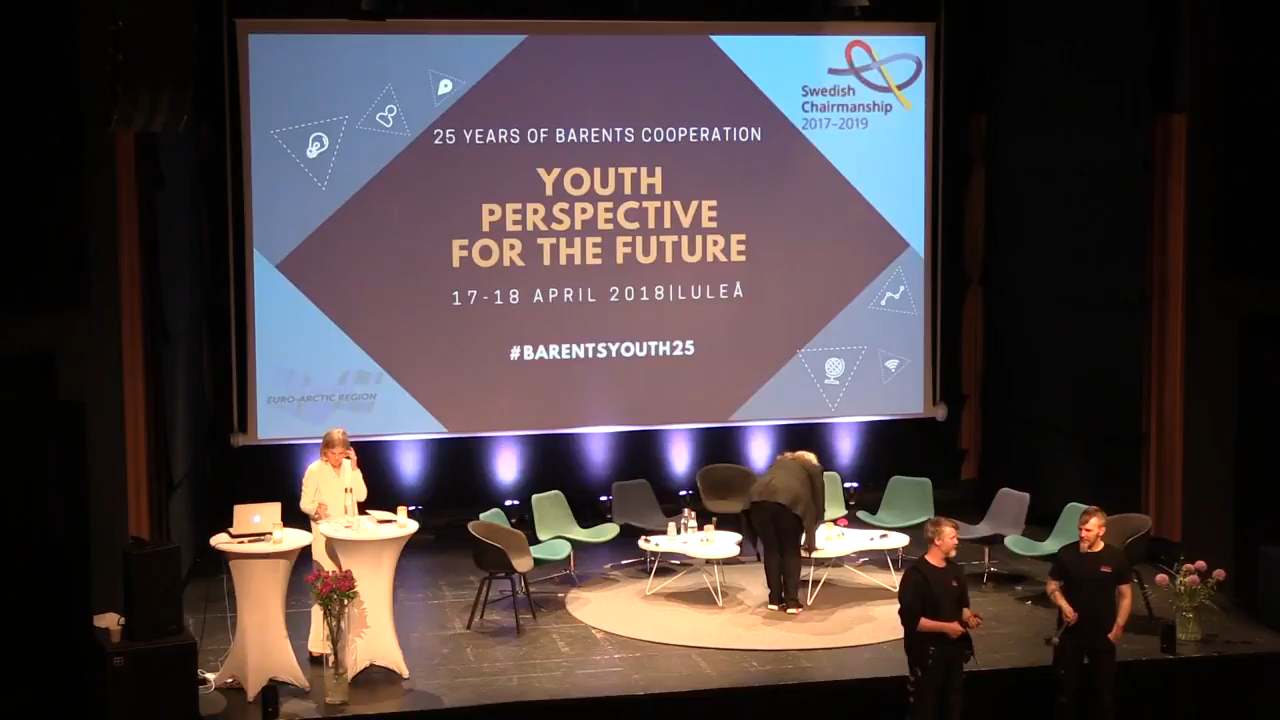 Swedish
Chairmanship
2017–2019
25 YEARS OF BARENTS COOPERATION
YOUTH
PERSPECTIVE
FOR THE FUTURE
17-18 APRIL 2018|LULEÅ
#BARENTSYOUTH25
EURO-ARCTIC REGION